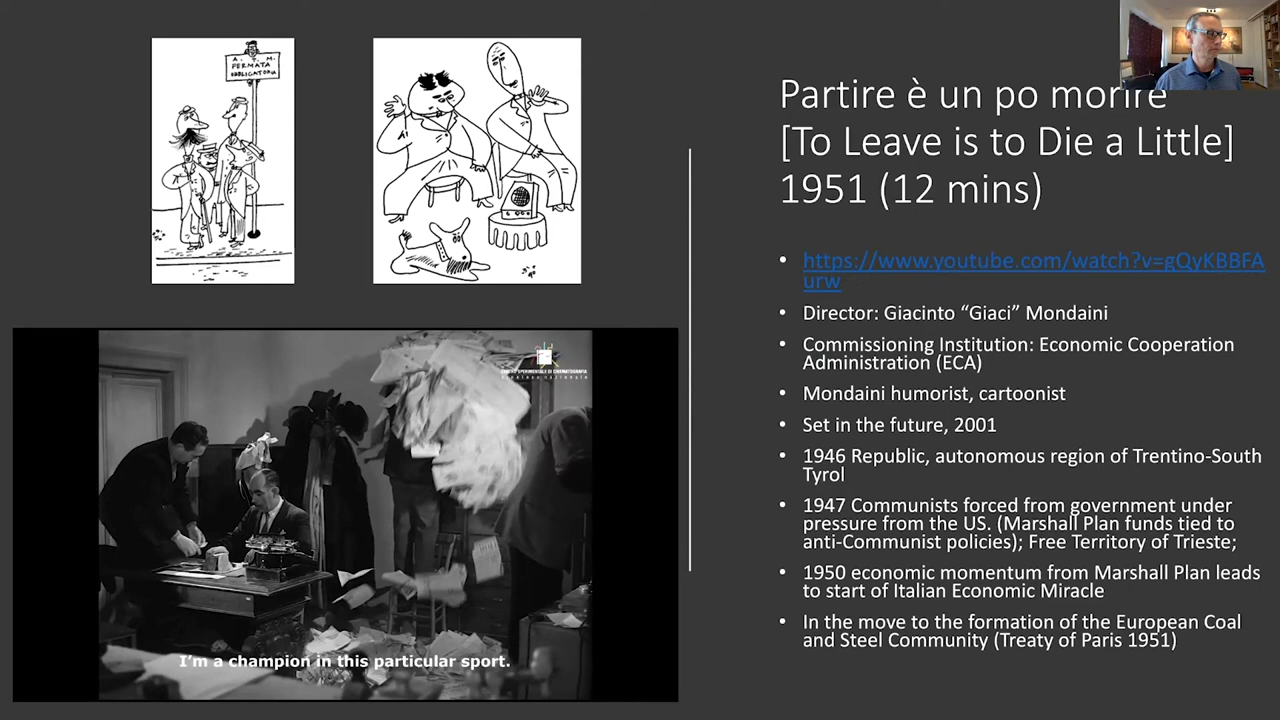 A. T. M.
FERMATA
OBBLIGATORIA
CENTRO SPERIMENTALE DI CINEMATOGRAFIA
I'm a champion in this particular sport.
Partire è un po morire
[To Leave is to Die a Little]
1951 (12 mins)
• https://www.youtube.com/watch?v=gQyKBBFA
urw
• Director: Giacinto “Giaci” Mondaini
• Commissioning Institution: Economic Cooperation
Administration (ECA)
• Mondaini humorist, cartoonist
• Set in the future, 2001
• 1946 Republic, autonomous region of Trentino-South
Tyrol
• 1947 Communists forced from government under
pressure from the US. (Marshall Plan funds tied to
anti-Communist policies); Free Territory of Trieste;
• 1950 economic momentum from Marshall Plan leads
to start of Italian Economic Miracle
• In the move to the formation of the European Coal
and Steel Community (Treaty of Paris 1951)